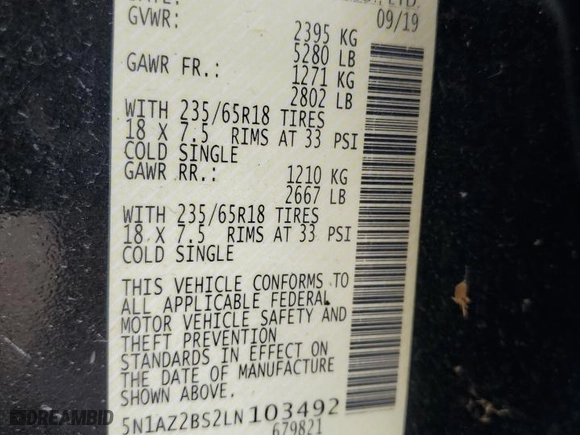 09/19
GVWR: 2395 KG
5280 LB
GAWR FR.: 1271 KG
2802 LB
WITH 235/65R18 TIRES
18 X 7.5 RIMS AT 33 PSI
COLD SINGLE
GAWR RR.: 1210 KG
2667 LB
WITH 235/65R18 TIRES
18 X 7.5 RIMS AT 33 PSI
COLD SINGLE
THIS VEHICLE CONFORMS TO
ALL APPLICABLE FEDERAL
MOTOR VEHICLE SAFETY AND
THEFT PREVENTION
STANDARDS IN EFFECT ON
THE DATE OF MANUFACTURE
SHOWN ABOVE.
5N1AZ2BS2LN103492
679821
DREAMBID